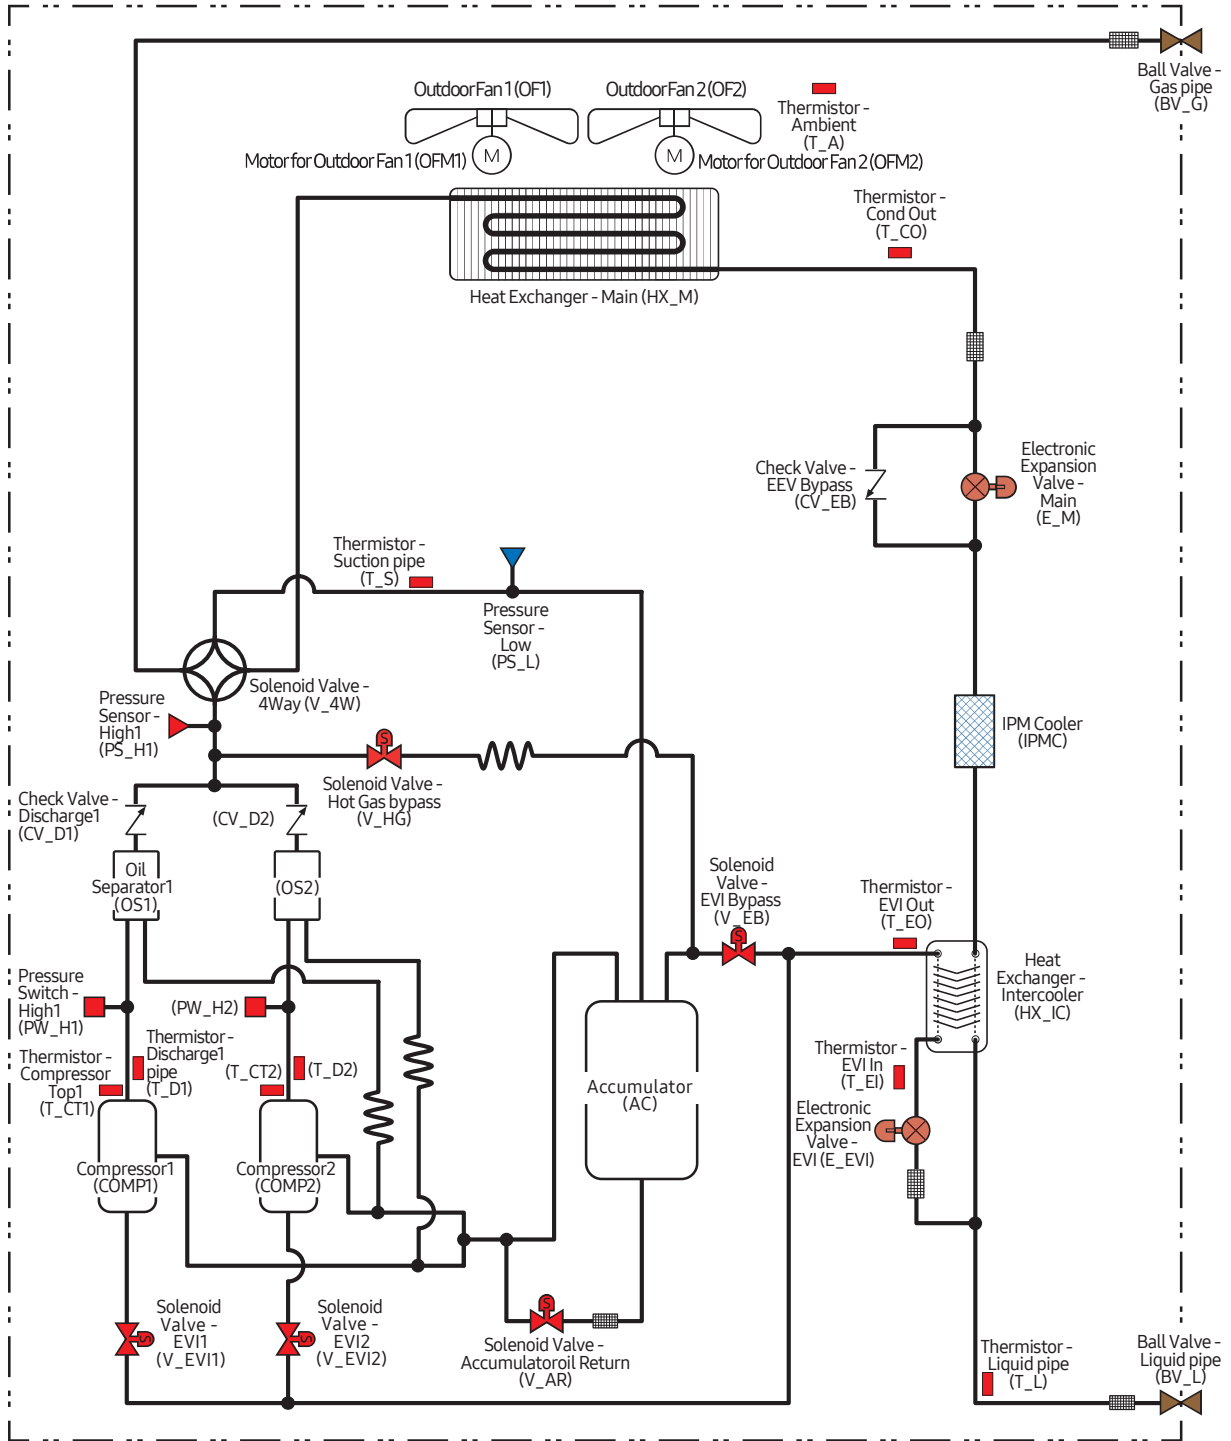 Ball Valve -
Gas pipe
(BV_G)
Outdoor Fan 1 (OF1)
Outdoor Fan 2 (OF2)
Thermistor -
Ambient
(T_A)
Motor for Outdoor Fan 1 (OFM1)
M
M
Motor for Outdoor Fan 2 (OFM2)
Thermistor -
Cond Out
(T_CO)
Heat Exchanger - Main (HX_M)
Check Valve -
EEV Bypass
(CV_EB)
Electronic
Expansion
Valve -
Main
(E_M)
Thermistor -
Suction pipe
(T_S)
Pressure
Sensor -
Low
(PS_L)
Solenoid Valve -
4Way (V_4W)
Pressure
Sensor -
High1
(PS_H1)
IPM Cooler
(IPMC)
S
Solenoid Valve -
Hot Gas bypass
(V_HG)
Check Valve -
Discharge1
(CV_D1)
(CV_D2)
Oil
Separator1
(OS1)
(OS2)
Solenoid
Valve -
EVI Bypass
(V_EB)
S
Thermistor -
EVI Out
(T_EO)
Heat
Exchanger -
Intercooler
(HX_IC)
Pressure
Switch -
High1
(PW_H1)
(PW_H2)
Thermistor -
Discharge1
pipe
(T_D1)
Thermistor -
Compressor
Top1
(T_CT1)
(T_CT2)
(T_D2)
Accumulator
(AC)
Thermistor -
EVI In
(T_EI)
Electronic
Expansion
Valve -
EVI (E_EVI)
Compressor1
(COMP1)
Compressor2
(COMP2)
Solenoid
Valve -
EVI1
(V_EVI1)
S
Solenoid
Valve -
EVI2
(V_EVI2)
S
S
Solenoid Valve -
Accumulatoroil Return
(V_AR)
Thermistor -
Liquid pipe
(T_L)
Ball Valve -
Liquid pipe
(BV_L)